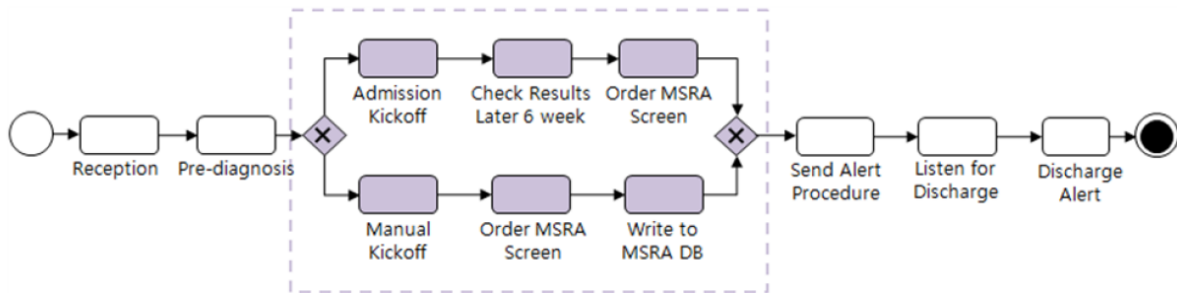 Admission
Kickoff
Check Results
Later 6 week
Order MSRA
Screen
Reception
Pre-diagnosis
Send Alert
Procedure
Listen for
Discharge
Discharge
Alert
Manual
Kickoff
Order MSRA
Screen
Write to
MSRA DB